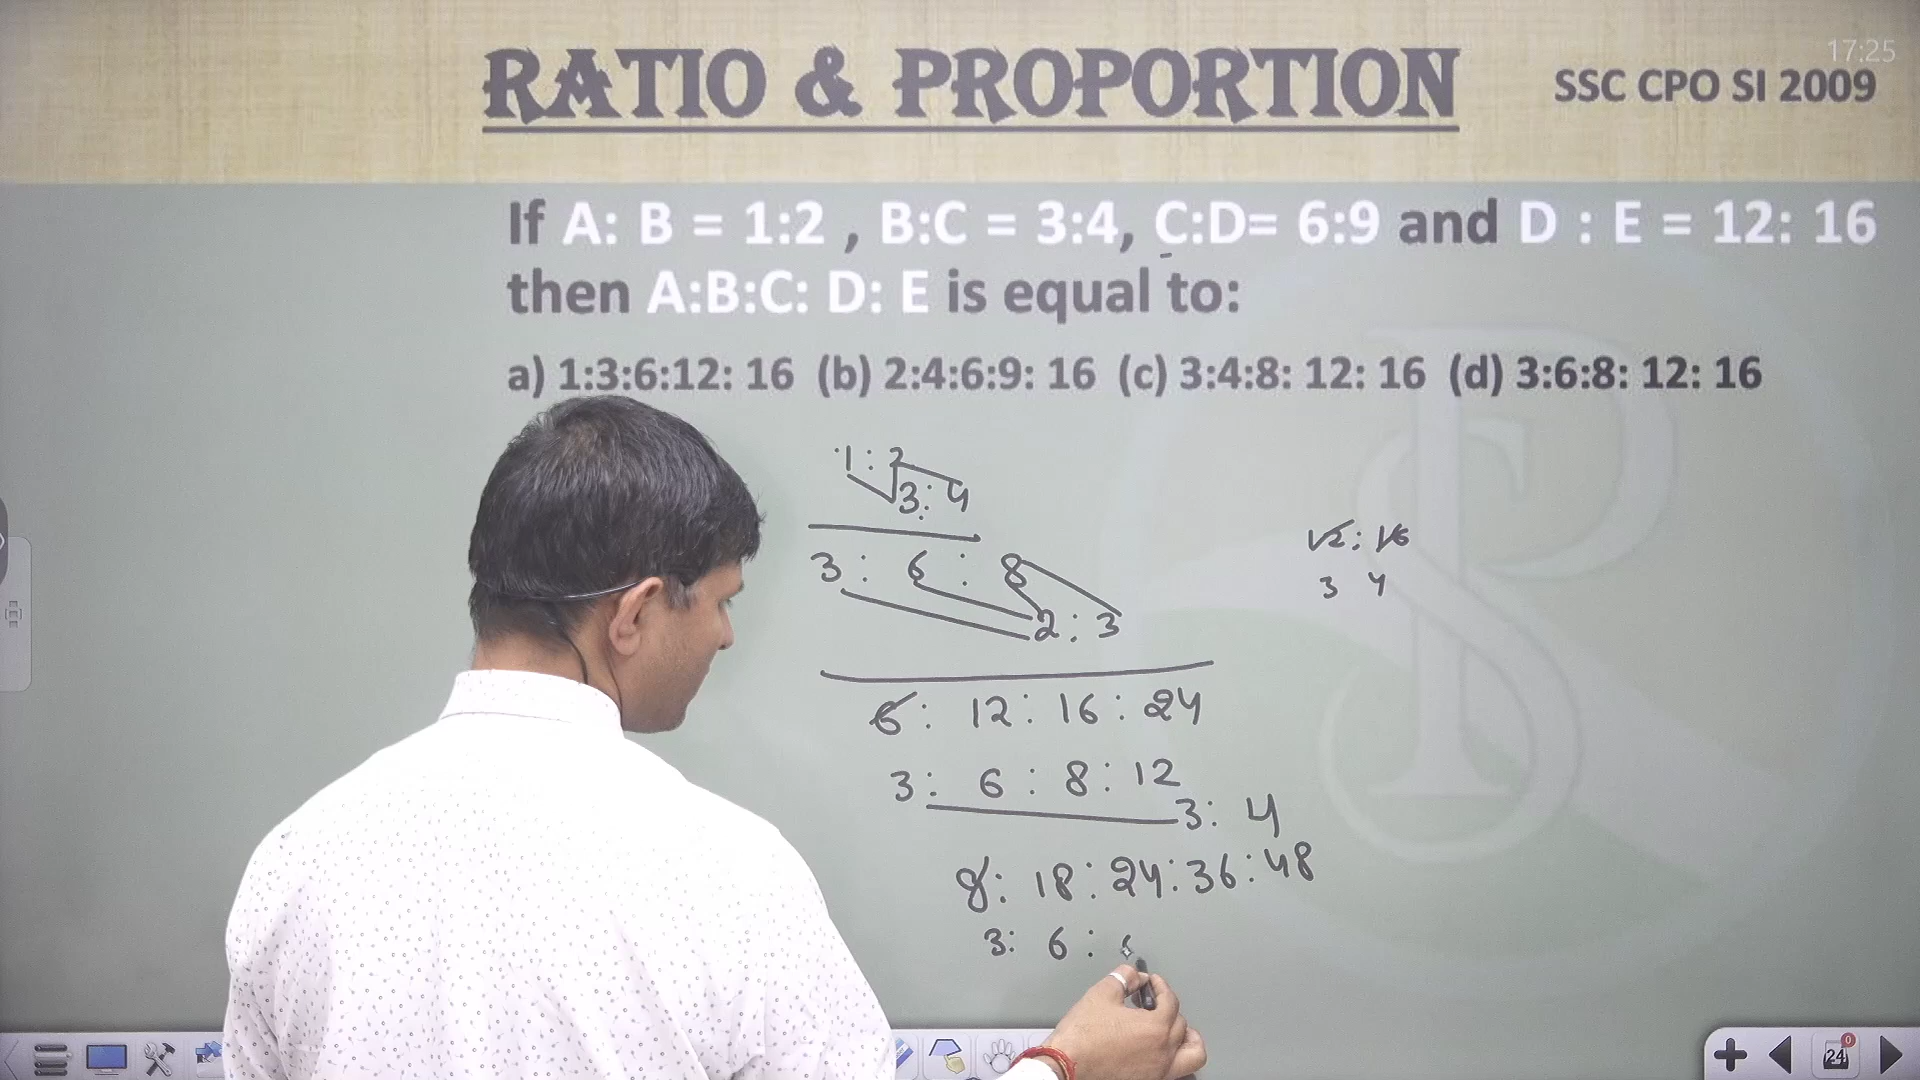 17:25
RATIO & PROPORTION
SSC CPO SI 2009
If A: B = 1:2 , B:C = 3:4, C:D= 6:9 and D : E = 12: 16
then A:B:C: D: E is equal to:
a) 1:3:6:12: 16 (b) 2:4:6:9: 16 (c) 3:4:8: 12: 16 (d) 3:6:8: 12: 16
1:2
3:4
12:16
3 : 6 : 8
3 4
2:3
6: 12: 16: 24
3: 6 : 8: 12
3: 4
9: 18: 24: 36: 48
3: 6 :
24
0